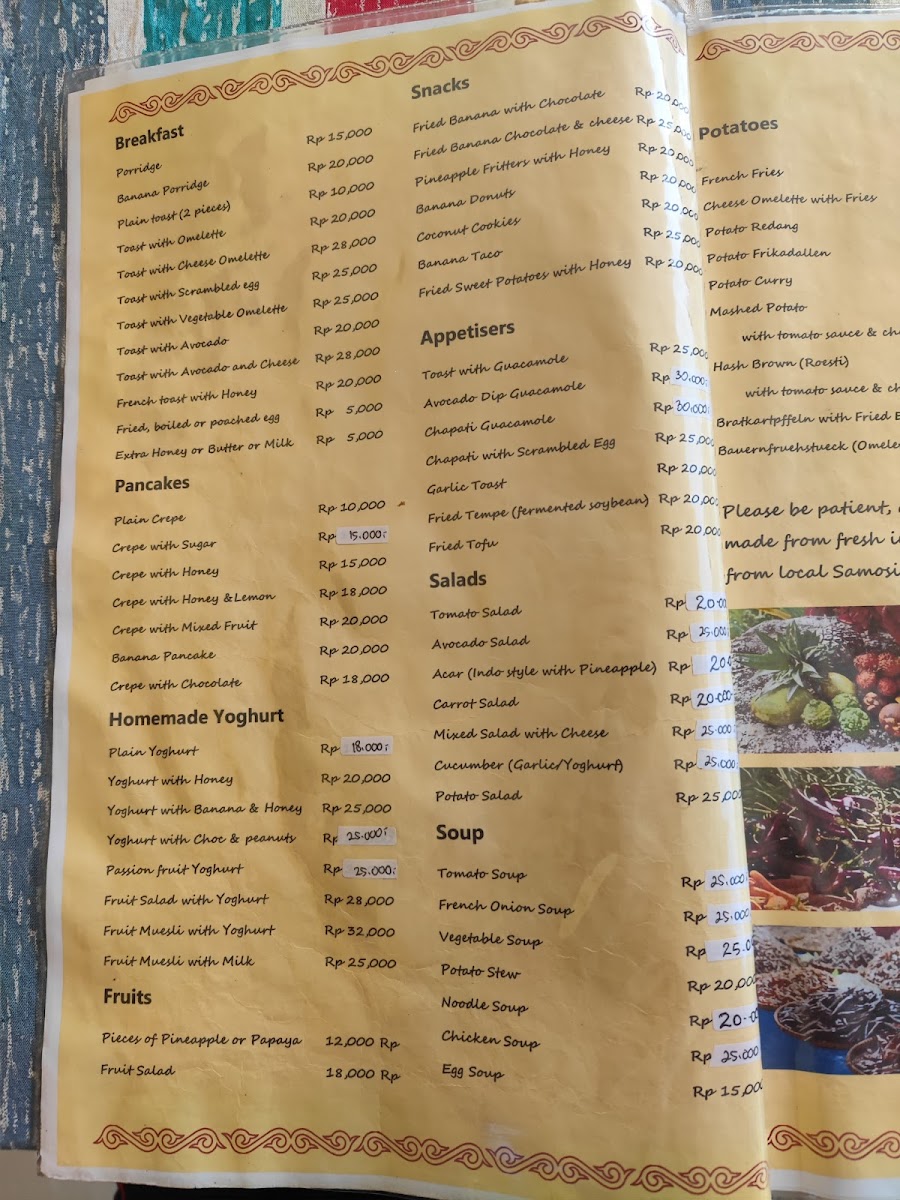 Breakfast
Porridge Rp 15,000
Banana Porridge Rp 20,000
Plain toast (2 pieces) Rp 10,000
Toast with Omelette Rp 20,000
Toast with Cheese Omelette Rp 28,000
Toast with Scrambled egg Rp 25,000
Toast with Vegetable Omelette Rp 25,000
Toast with Avocado Rp 20,000
Toast with Avocado and Cheese Rp 28,000
French toast with Honey Rp 20,000
Fried, boiled or poached egg Rp 5,000
Extra Honey or Butter or Milk Rp 5,000
Pancakes
Plain Crepe Rp 10,000
Crepe with Sugar Rp 15.000;
Crepe with Honey Rp 15,000
Crepe with Honey & Lemon Rp 18,000
Crepe with Mixed Fruit Rp 20,000
Banana Pancake Rp 20,000
Crepe with Chocolate Rp 18,000
Homemade Yoghurt
Plain Yoghurt Rp 18.000;
Yoghurt with Honey Rp 20,000
Yoghurt with Banana & Honey Rp 25,000
Yoghurt with Choc & peanuts Rp 25.000;
Passion fruit Yoghurt Rp 25.000;
Fruit Salad with Yoghurt Rp 28,000
Fruit Muesli with Yoghurt Rp 32,000
Fruit Muesli with Milk Rp 25,000
Fruits
Pieces of Pineapple or Papaya 12,000 Rp
Fruit Salad 18,000 Rp
Snacks
Fried Banana with Chocolate Rp 20,000
Fried Banana Chocolate & cheese Rp 25,000
Pineapple Fritters with Honey Rp 20,000
Banana Donuts Rp 20,000
Coconut Cookies Rp 20,000
Banana Taco Rp 25,000
Fried Sweet Potatoes with Honey Rp 20,000
Appetisers
Toast with Guacamole Rp 25,000
Avocado Dip Guacamole Rp 30.000;
Chapati Guacamole Rp 30.000;
Chapati with Scrambled Egg Rp 25,000
Garlic Toast Rp 20,000
Fried Tempe (fermented soybean) Rp 20,000
Fried Tofu Rp 20,000
Salads
Tomato Salad Rp 20.00
Avocado Salad Rp 25.000
Acar (Indo style with Pineapple) Rp 20
Carrot Salad Rp 20.000
Mixed Salad with Cheese Rp 25.000
Cucumber (Garlic/Yoghurt) Rp 25.000
Potato Salad Rp 25,000
Soup
Tomato Soup Rp 25.000
French Onion Soup Rp 25.000
Vegetable Soup Rp 25.0
Potato Stew Rp 20,000
Noodle Soup Rp 20.00
Chicken Soup Rp 25.000
Egg Soup Rp 15,000
Potatoes
French Fries
Cheese Omelette with Fries
Potato Redang
Potato Frikadallen
Potato Curry
Mashed Potato
with tomato sauce & ch
Hash Brown (Roesti)
with tomato sauce & ch
Bratkartpffeln with Fried E
Bauernfruehstueck (Omele
Please be patient,
made from fresh i
from local Samosi